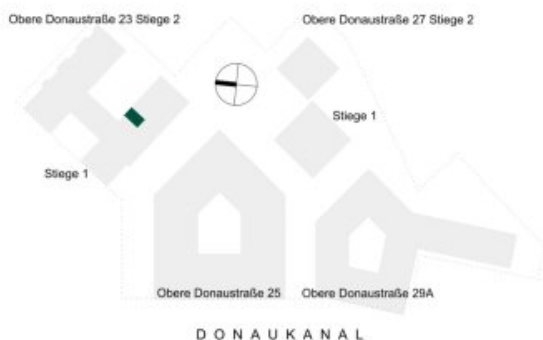 Obere Donaustraße 23 Stiege 2
Obere Donaustraße 27 Stiege 2
Stiege 1
Stiege 1
Obere Donaustraße 25
Obere Donaustraße 29A
DONAUKANAL